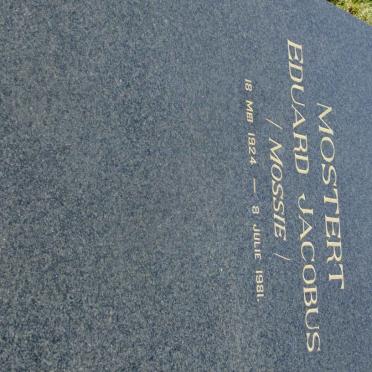 MOSTERT
EDUARD JACOBUS
/ MOSSIE /
18 MEI 1924 — 8 JULIE 1981.